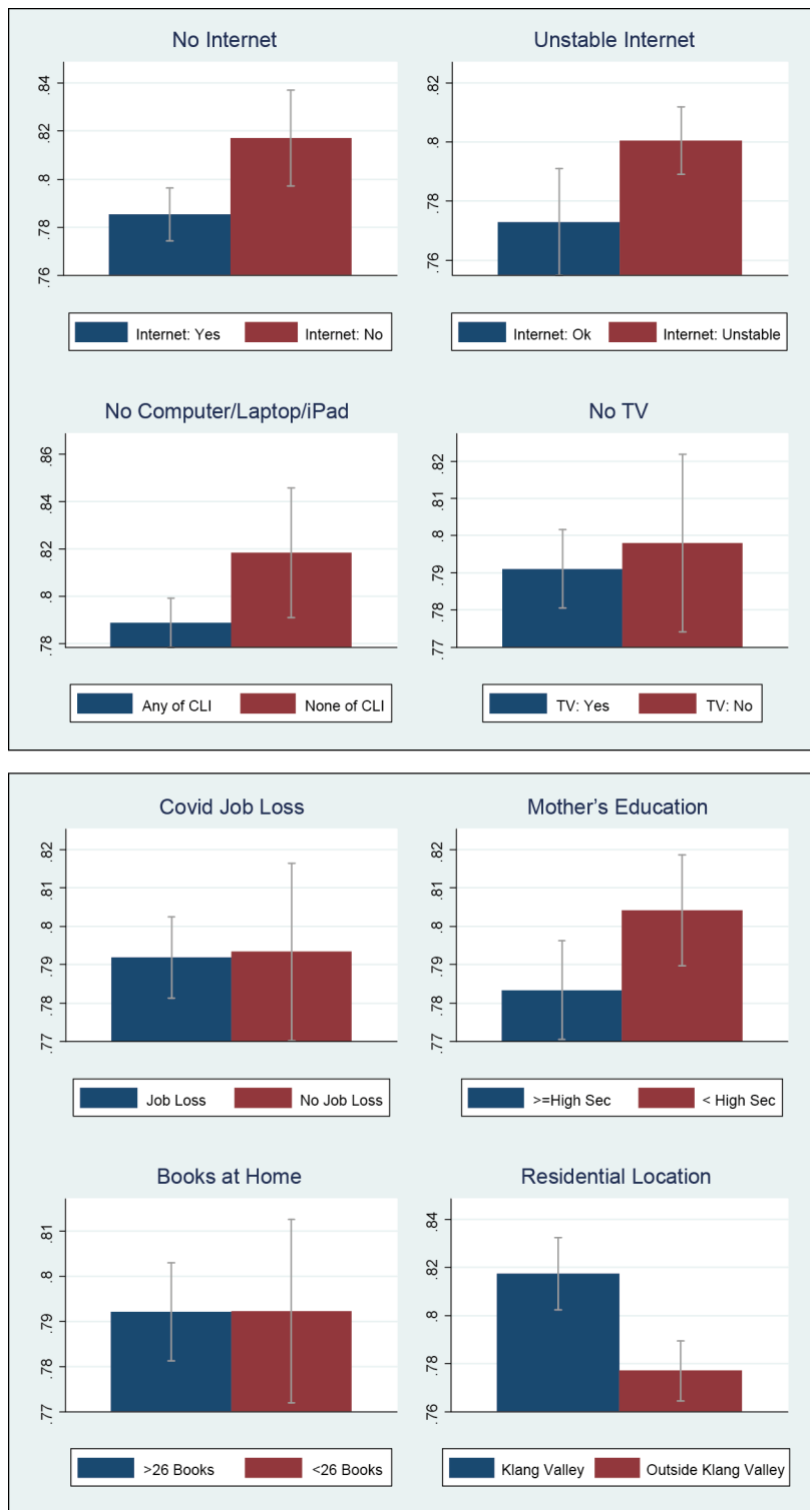 No Internet
.84
.82
.8
.78
.76
Internet: Yes
Internet: No
Unstable Internet
.82
.8
.78
.76
Internet: Ok
Internet: Unstable
No Computer/Laptop/iPad
.86
.84
.82
.8
.78
Any of CLI
None of CLI
No TV
.82
.81
.8
.79
.78
.77
TV: Yes
TV: No
Covid Job Loss
.82
.81
.8
.79
.78
.77
Job Loss
No Job Loss
Mother's Education
.82
.81
.8
.79
.78
.77
>=High Sec
< High Sec
Books at Home
.81
.8
.79
.78
.77
>26 Books
<26 Books
Residential Location
.84
.82
.8
.78
.76
Klang Valley
Outside Klang Valley